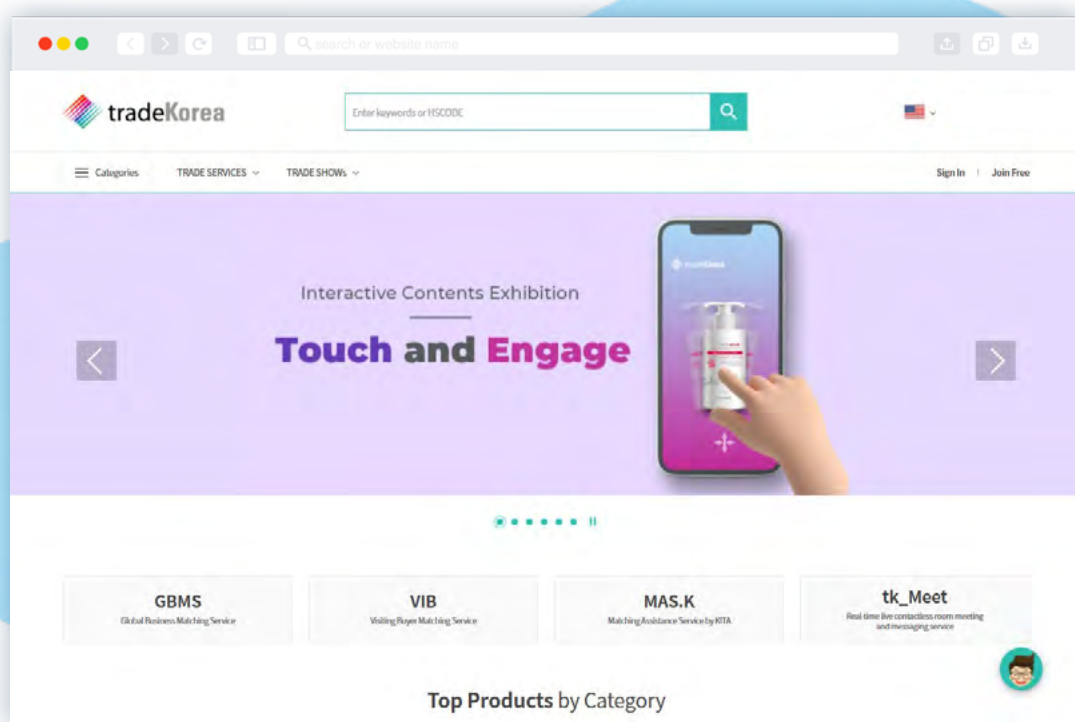 search or website name
tradeKorea
Enter keywords or HSCODE
Categories
TRADE SERVICES
TRADE SHOWs
Sign In
Join Free
Interactive Contents Exhibition
Touch and Engage
GBMS
Global Business Matching Service
VIB
Visiting Buyer Matching Service
MAS.K
Matching Assistance Service by KITA
tk_Meet
Real time live contactless room meeting
and messaging service
Top Products by Category